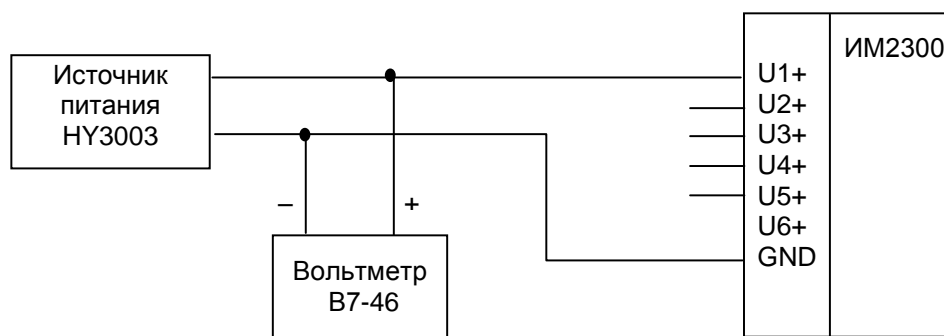 Источник
питания
HY3003
–
+
Вольтметр
В7-46
ИМ2300
U1+
U2+
U3+
U4+
U5+
U6+
GND